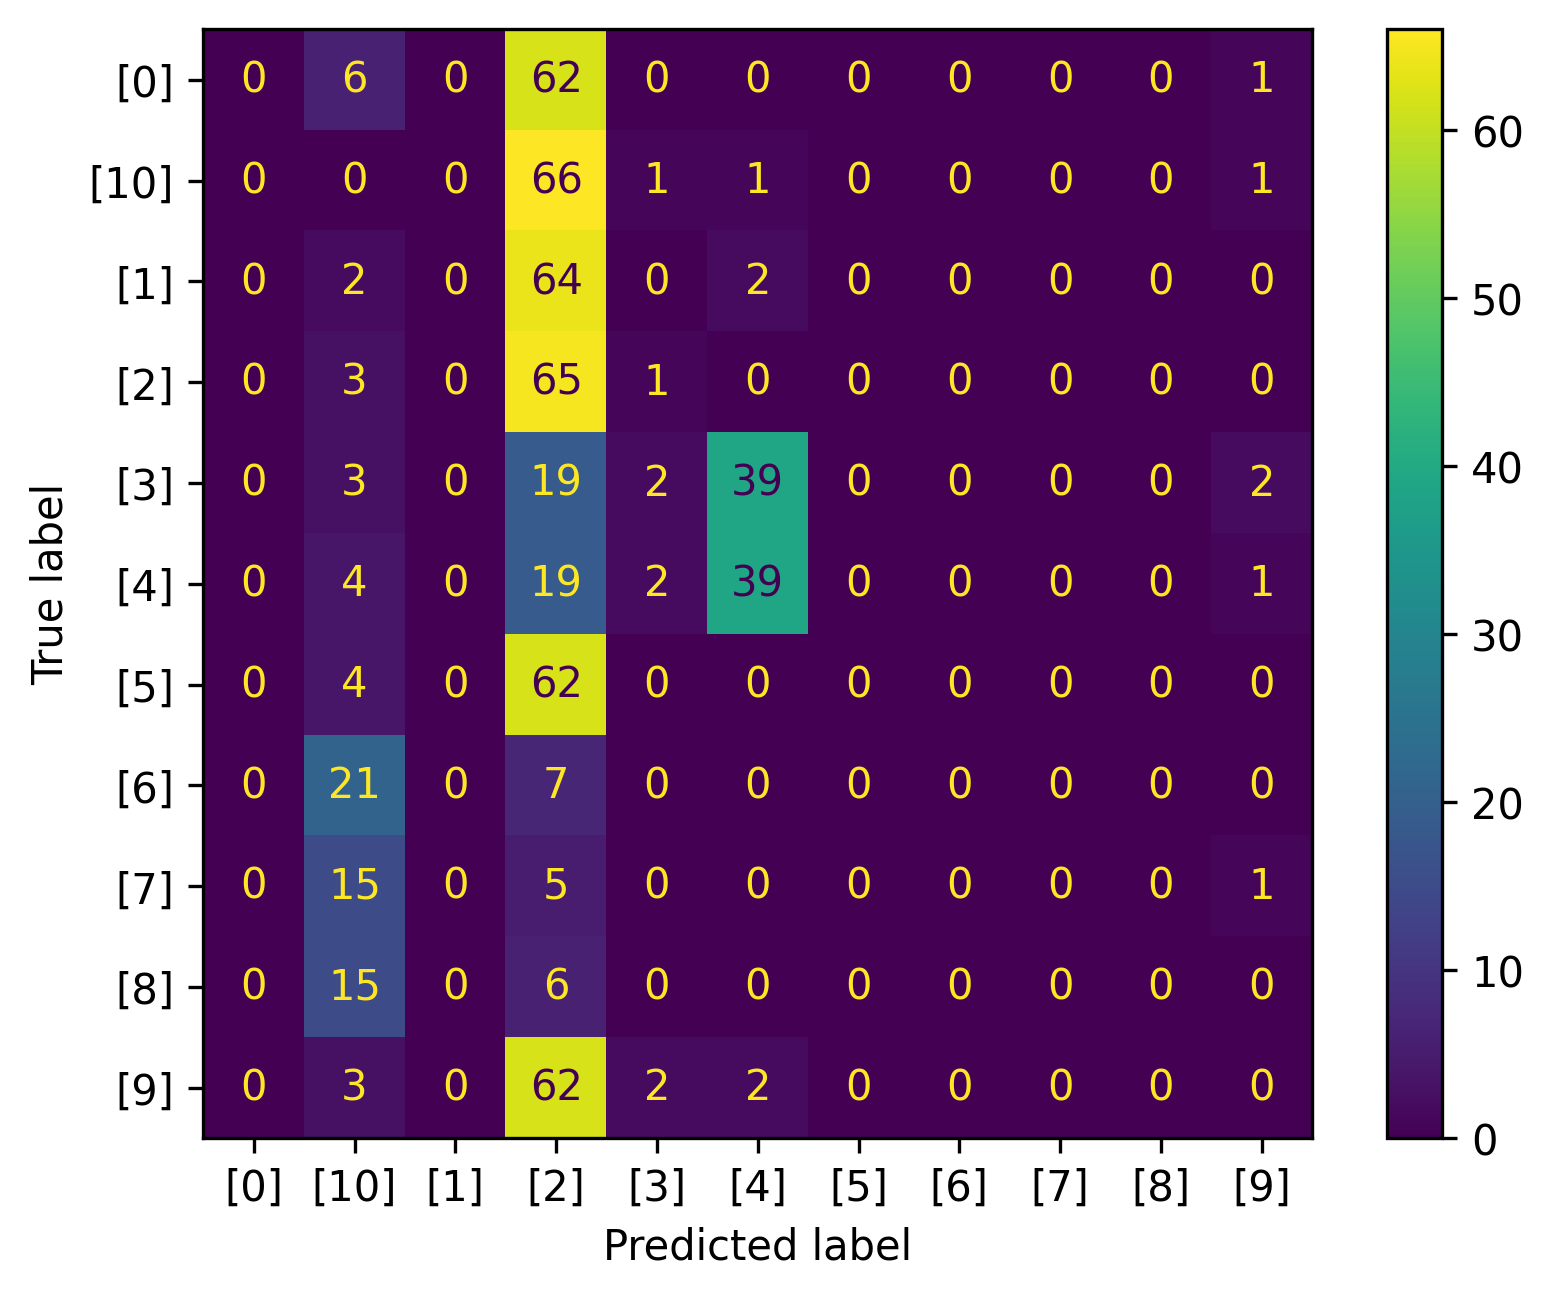 [0] 0 6 0 62 0 0 0 0 0 0 1
[10] 0 0 0 66 1 1 0 0 0 0 1
[1] 0 2 0 64 0 2 0 0 0 0 0
[2] 0 3 0 65 1 0 0 0 0 0 0
[3] 0 3 0 19 2 39 0 0 0 0 2
[4] 0 4 0 19 2 39 0 0 0 0 1
[5] 0 4 0 62 0 0 0 0 0 0 0
[6] 0 21 0 7 0 0 0 0 0 0 0
[7] 0 15 0 5 0 0 0 0 0 0 1
[8] 0 15 0 6 0 0 0 0 0 0 0
[9] 0 3 0 62 2 2 0 0 0 0 0
[0] [10] [1] [2] [3] [4] [5] [6] [7] [8] [9]
Predicted label
True label
60
50
40
30
20
10
0